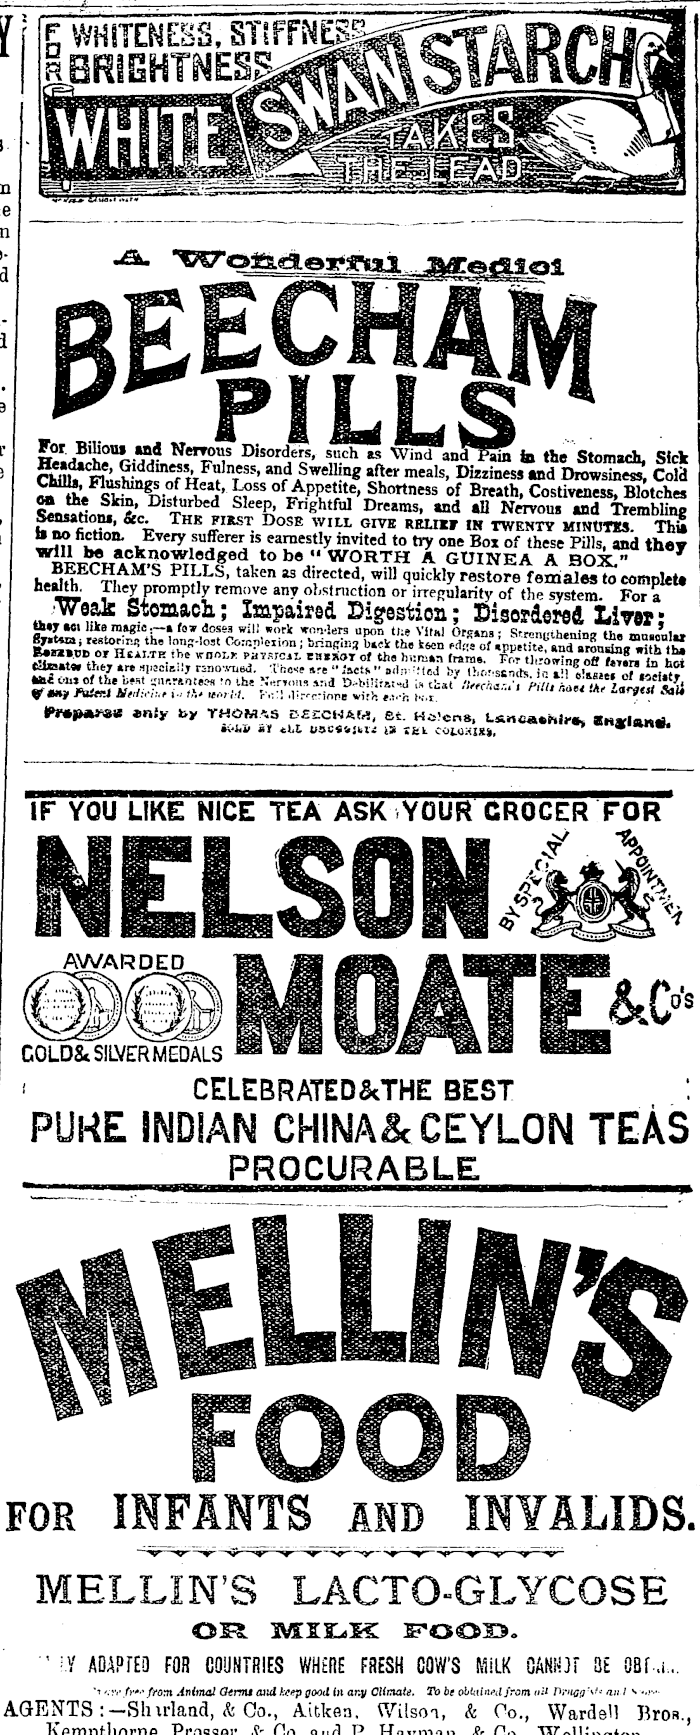 FOR WHITENESS, STIFFNESS
BRIGHTNESS
WHITE SWAN STARCH
TAKES
THE LEAD
A Wonderful Medici
BEECHAM
PILLS
For Bilious and Nervous Disorders, such as Wind and Pain in the Stomach, Sick
Headache, Giddiness, Fulness, and Swelling after meals, Dizziness and Drowsiness, Cold
Chills, Flushings of Heat, Loss of Appetite, Shortness of Breath, Costiveness, Blotches
on the Skin, Disturbed Sleep, Frightful Dreams, and all Nervous and Trembling
Sensations, &c. THE FIRST DOSE WILL GIVE RELIEF IN TWENTY MINUTES. This
is no fiction. Every sufferer is earnestly invited to try one Box of these Pills, and they
will be acknowledged to be "WORTH A GUINEA A BOX."
BEECHAM'S PILLS, taken as directed, will quickly restore females to complete
health. They promptly remove any obstruction or irregularity of the system. For a
Weak Stomach; Impaired Digestion; Disordered Liver;
they act like magic:—a few doses will work wonders upon the Vital Organs; Strengthening the muscular
System; restoring the long-lost Complexion; bringing back the keen edge of appetite, and arousing with the
ROSEBUD OF HEALTH the WHOLE PHYSICAL ENERGY of the human frame. For throwing off fevers in hot
climates they are specially renowned. These are "facts" admitted by thousands, in all classes of society,
and one of the best guarantees to the Nervous and Debilitated is that Beecham's Pills have the Largest Sale
of any Patent Medicine in the world. Full directions with each box.
Prepared only by THOMAS BEECHAM, St. Helens, Lancashire, England.
SOLD BY ALL DRUGGISTS IN THE COLONIES.
IF YOU LIKE NICE TEA ASK YOUR GROCER FOR
NELSON
BY SPECIAL APPOINTMEN
AWARDED
MOATE & Co's
GOLD & SILVER MEDALS
CELEBRATED & THE BEST
PURE INDIAN CHINA & CEYLON TEAS
PROCURABLE
MELLIN'S
FOOD
FOR INFANTS AND INVALIDS.
MELLIN'S LACTO-GLYCOSE
OR MILK FOOD.
ADAPTED FOR COUNTRIES WHERE FRESH COW'S MILK CANNOT BE
free from Animal Germs and keep good in any Climate. To be obtained from all
AGENTS:—Shirland, & Co., Aitken, Wilson, & Co., Wardell Bros.,
Kempthorne Prosser & Co. and P. Hayman & Co. Wellington